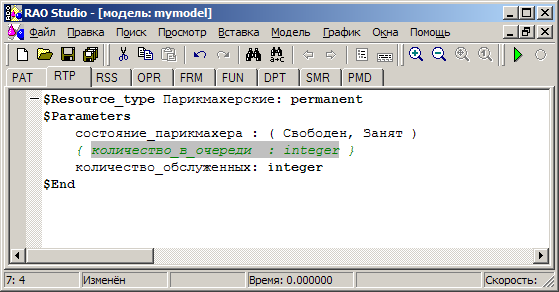 RAO Studio - [модель: mymodel]
Файл Правка Поиск Просмотр Вставка Модель График Окна Помощь
PAT RTP RSS OPR FRM FUN DPT SMR PMD
$Resource_type Парикмахерские: permanent
$Parameters
состояние_парикмахера : ( Свободен, Занят )
{ количество_в_очереди : integer }
количество_обслуженных: integer
$End
7: 4 Изменён Время: 0.000000 Скорость: